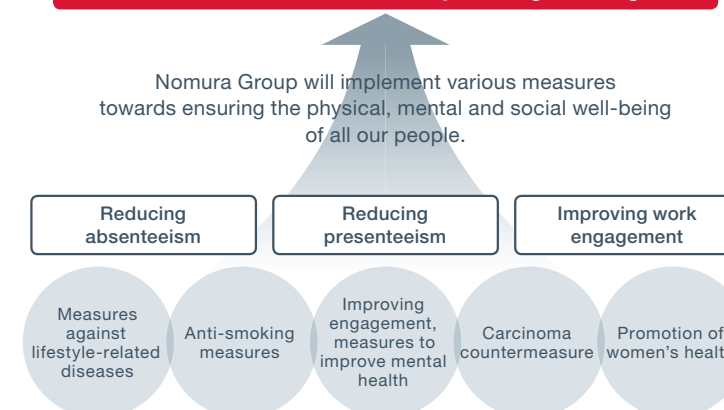 Nomura Group will implement various measures
towards ensuring the physical, mental and social well-being
of all our people.
Reducing
absenteeism
Reducing
presenteeism
Improving work
engagement
Measures
against
lifestyle-related
diseases
Anti-smoking
measures
Improving
engagement,
measures to
improve mental
health
Carcinoma
countermeasure
Promotion of
women’s healt